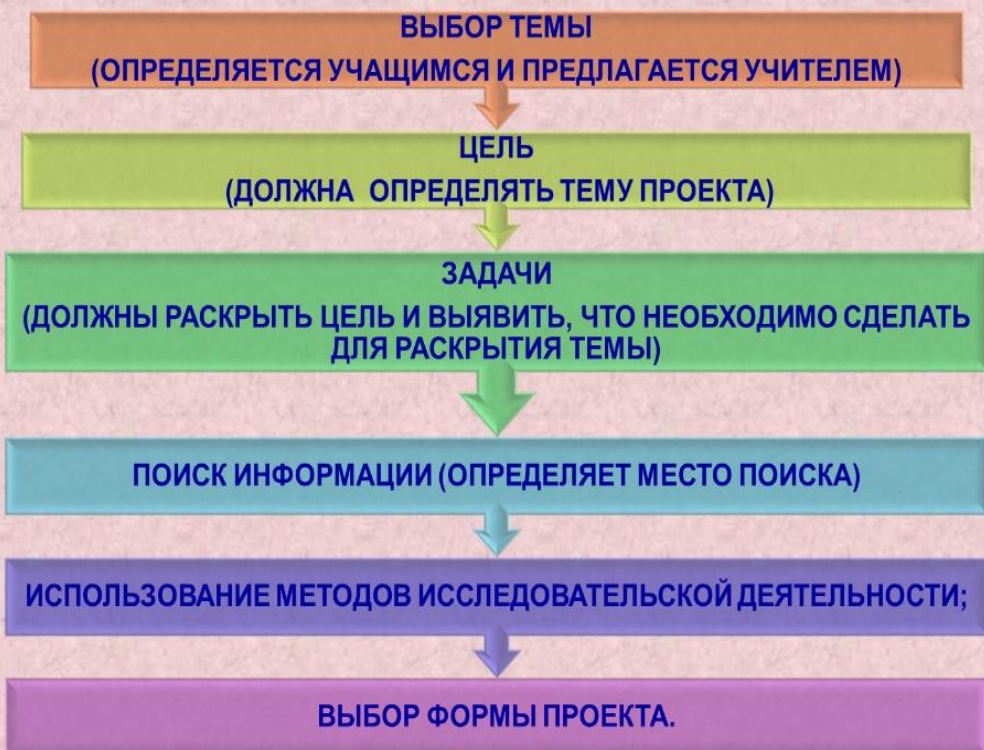 ВЫБОР ТЕМЫ
(ОПРЕДЕЛЯЕТСЯ УЧАЩИМСЯ И ПРЕДЛАГАЕТСЯ УЧИТЕЛЕМ)
ЦЕЛЬ
(ДОЛЖНА ОПРЕДЕЛЯТЬ ТЕМУ ПРОЕКТА)
ЗАДАЧИ
(ДОЛЖНЫ РАСКРЫТЬ ЦЕЛЬ И ВЫЯВИТЬ, ЧТО НЕОБХОДИМО СДЕЛАТЬ
ДЛЯ РАСКРЫТИЯ ТЕМЫ)
ПОИСК ИНФОРМАЦИИ (ОПРЕДЕЛЯЕТ МЕСТО ПОИСКА)
ИСПОЛЬЗОВАНИЕ МЕТОДОВ ИССЛЕДОВАТЕЛЬСКОЙ ДЕЯТЕЛЬНОСТИ;
ВЫБОР ФОРМЫ ПРОЕКТА.